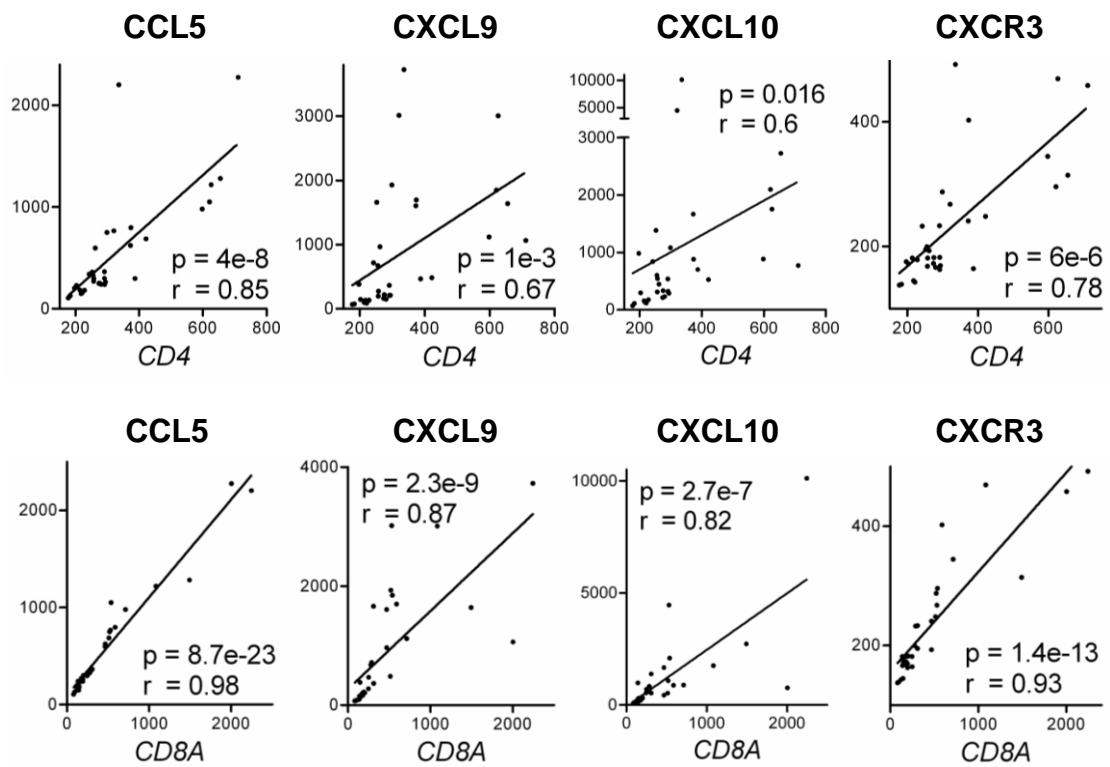 CCL5 CXCL9 CXCL10 CXCR3
2000
1000
0
200 400 600 800
CD4
p = 4e-8
r = 0.85
3000
2000
1000
0
200 400 600 800
CD4
p = 1e-3
r = 0.67
10000
5000
3000
2000
1000
0
200 400 600 800
CD4
p = 0.016
r = 0.6
400
200
200 400 600
CD4
p = 6e-6
r = 0.78
CCL5 CXCL9 CXCL10 CXCR3
2000
1000
0
0 1000 2000
CD8A
p = 8.7e-23
r = 0.98
4000
2000
0
0 1000 2000
CD8A
p = 2.3e-9
r = 0.87
10000
5000
0
0 1000 2000
CD8A
p = 2.7e-7
r = 0.82
400
200
0 1000 2000
CD8A
p = 1.4e-13
r = 0.93